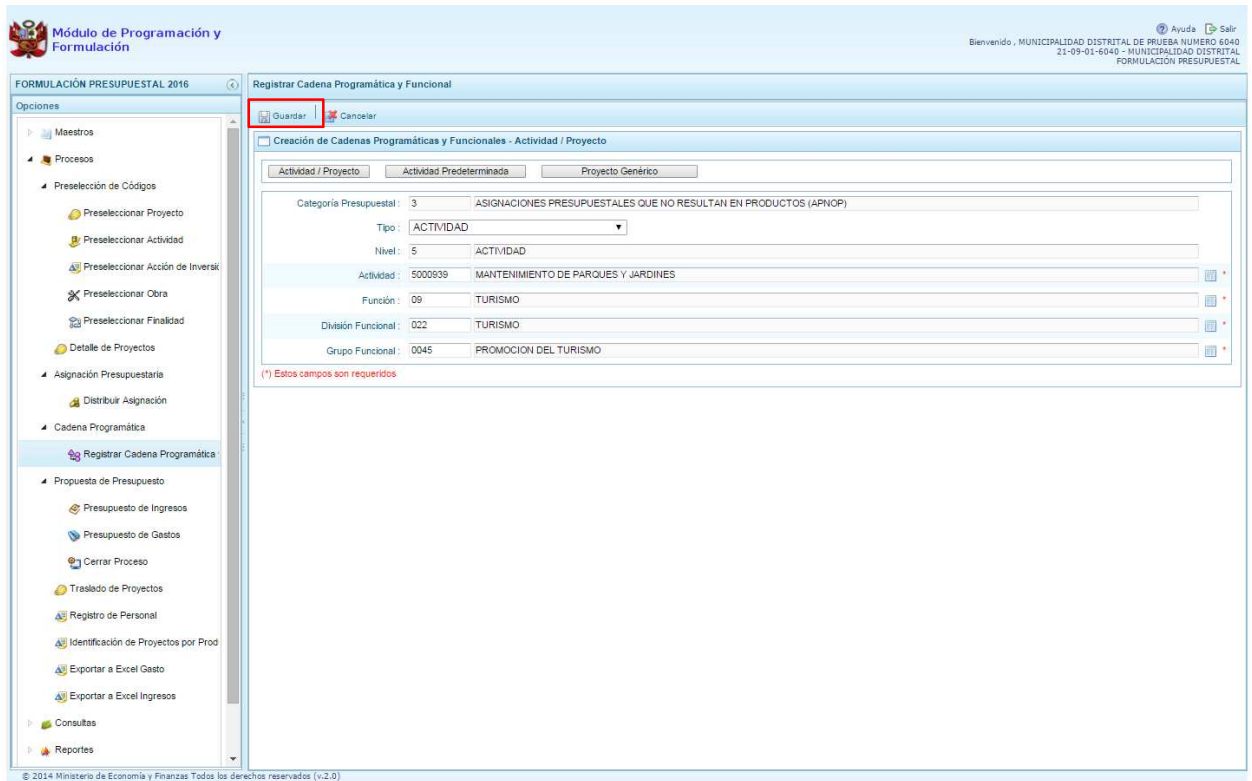 Módulo de Programación y
Formulación
Ayuda Salir
Bienvenido , MUNICIPALIDAD DISTRITAL DE PRUEBA NUMERO 6040
21-09-01-6040 - MUNICIPALIDAD DISTRITAL
FORMULACIÓN PRESUPUESTAL
FORMULACIÓN PRESUPUESTAL 2016
Opciones
Maestros
Procesos
Preselección de Códigos
Preseleccionar Proyecto
Preseleccionar Actividad
Preseleccionar Acción de Inversió
Preseleccionar Obra
Preseleccionar Finalidad
Detalle de Proyectos
Asignación Presupuestaria
Distribuir Asignación
Cadena Programática
Registrar Cadena Programática
Propuesta de Presupuesto
Presupuesto de Ingresos
Presupuesto de Gastos
Cerrar Proceso
Traslado de Proyectos
Registro de Personal
Identificación de Proyectos por Prod
Exportar a Excel Gasto
Exportar a Excel Ingresos
Consultas
Reportes
Registrar Cadena Programática y Funcional
Guardar Cancelar
Creación de Cadenas Programáticas y Funcionales - Actividad / Proyecto
Actividad / Proyecto Actividad Predeterminada Proyecto Genérico
Categoría Presupuestal : 3 ASIGNACIONES PRESUPUESTALES QUE NO RESULTAN EN PRODUCTOS (APNOP)
Tipo : ACTIVIDAD
Nivel : 5 ACTIVIDAD
Actividad : 5000939 MANTENIMIENTO DE PARQUES Y JARDINES *
Función : 09 TURISMO *
División Funcional : 022 TURISMO *
Grupo Funcional : 0045 PROMOCION DEL TURISMO *
(*) Estos campos son requeridos
© 2014 Ministerio de Economía y Finanzas Todos los derechos reservados (v.2.0)